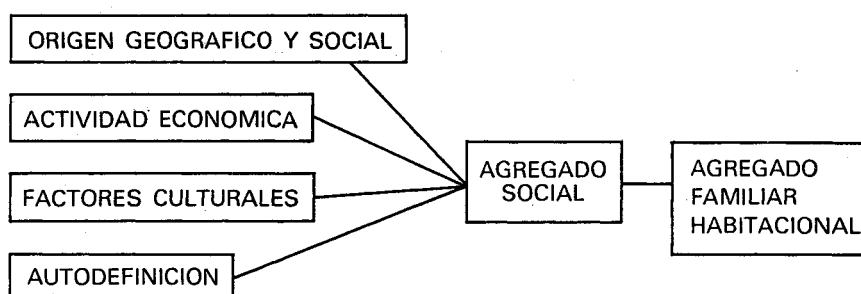 ORIGEN GEOGRAFICO Y SOCIAL
ACTIVIDAD ECONOMICA
FACTORES CULTURALES
AUTODEFINICION
AGREGADO
SOCIAL
AGREGADO
FAMILIAR
HABITACIONAL